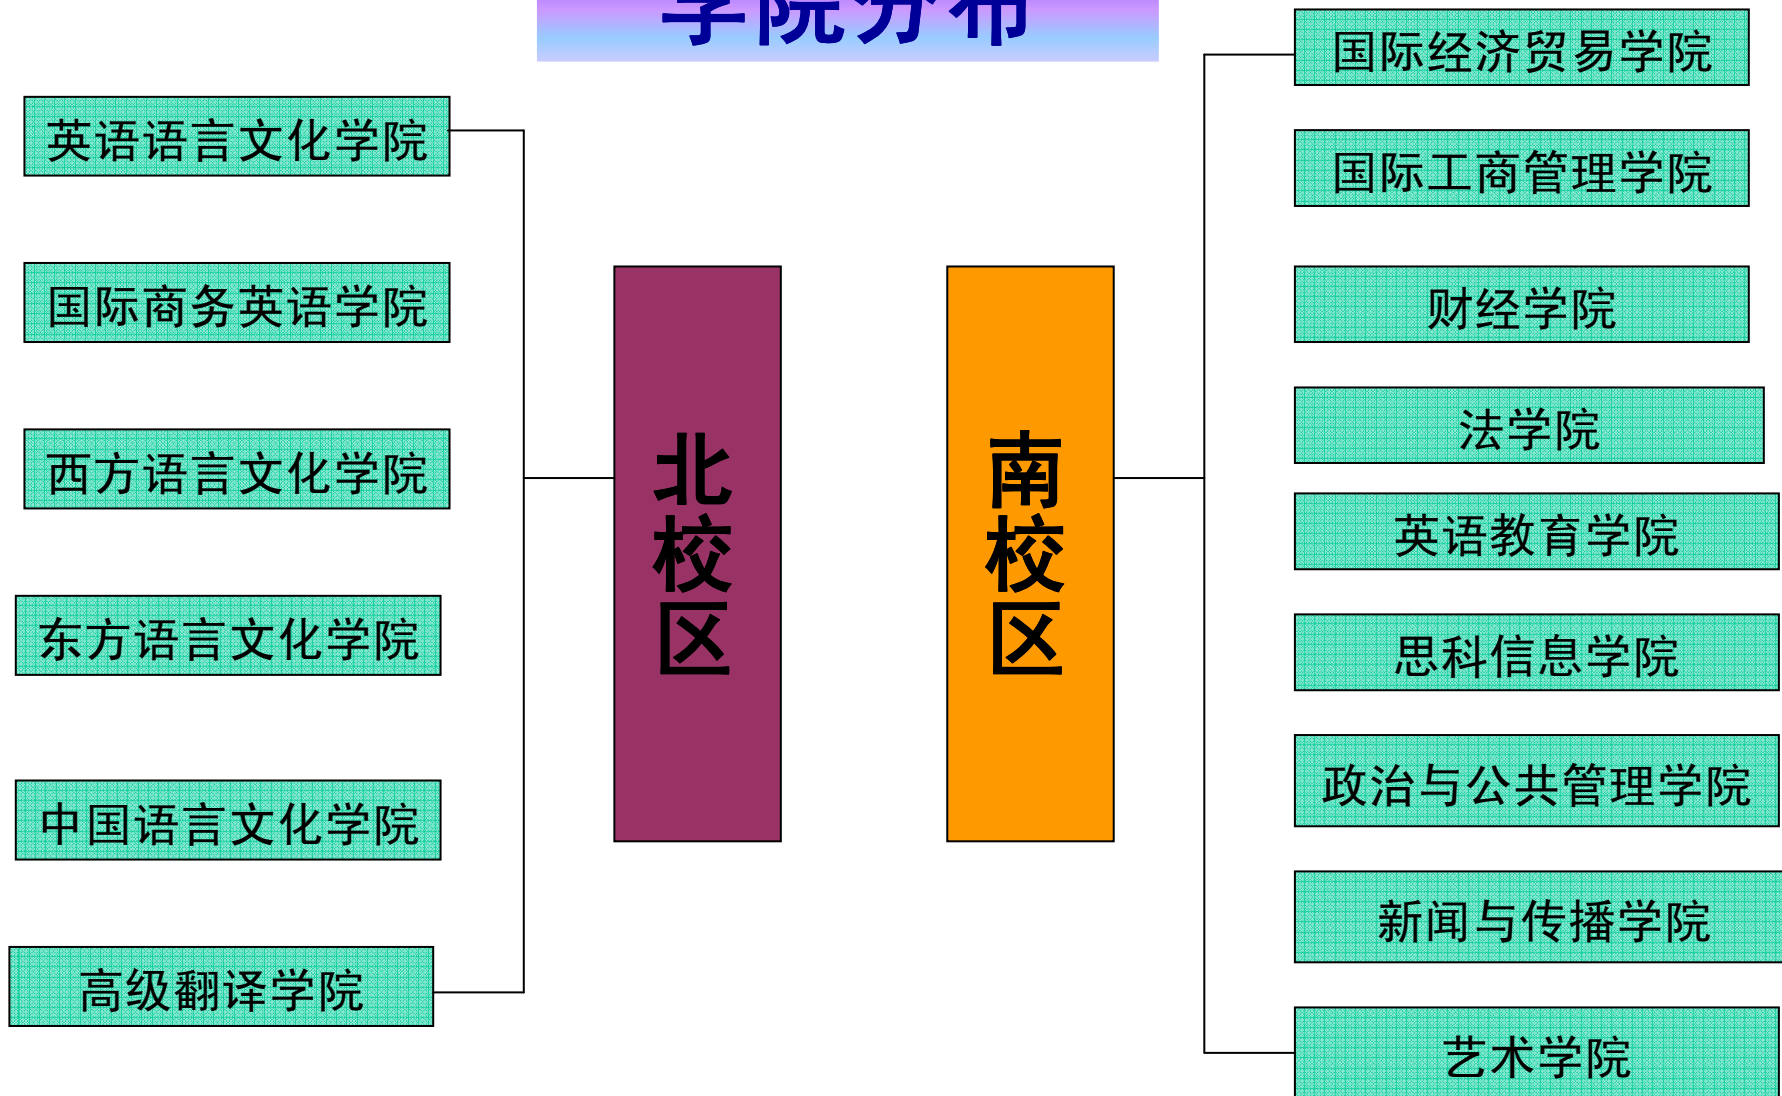 学院分布
英语语言文化学院
国际商务英语学院
西方语言文化学院
东方语言文化学院
中国语言文化学院
高级翻译学院
北校区
南校区
国际经济贸易学院
国际工商管理学院
财经学院
法学院
英语教育学院
思科信息学院
政治与公共管理学院
新闻与传播学院
艺术学院